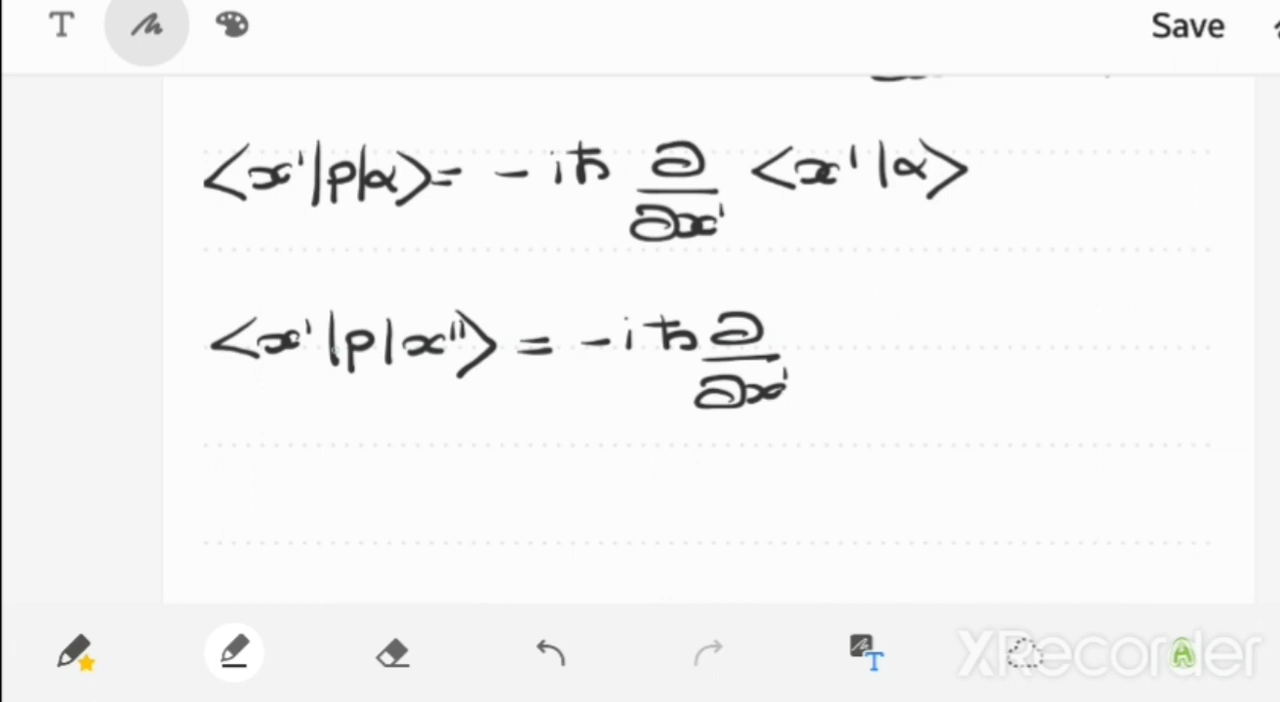 T Save
<x'|p|α> = -iħ ∂/∂x' <x'|α>
<x'|p|x''> = -iħ ∂/∂x'
T XRecorder